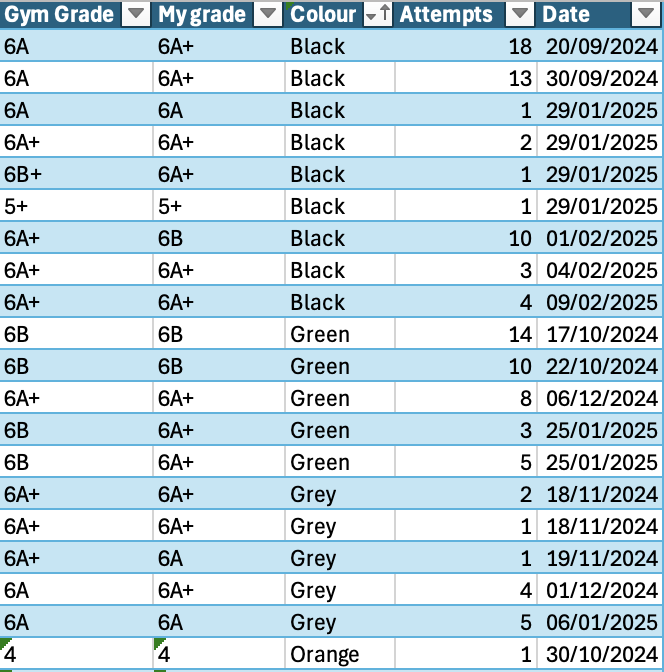 Gym Grade My grade Colour Attempts Date
6A 6A+ Black 18 20/09/2024
6A 6A+ Black 13 30/09/2024
6A 6A Black 1 29/01/2025
6A+ 6A+ Black 2 29/01/2025
6B+ 6A+ Black 1 29/01/2025
5+ 5+ Black 1 29/01/2025
6A+ 6B Black 10 01/02/2025
6A+ 6A+ Black 3 04/02/2025
6A+ 6A+ Black 4 09/02/2025
6B 6B Green 14 17/10/2024
6B 6B Green 10 22/10/2024
6A+ 6A+ Green 8 06/12/2024
6B 6A+ Green 3 25/01/2025
6B 6A+ Green 5 25/01/2025
6A+ 6A+ Grey 2 18/11/2024
6A+ 6A+ Grey 1 18/11/2024
6A+ 6A Grey 1 19/11/2024
6A 6A+ Grey 4 01/12/2024
6A 6A Grey 5 06/01/2025
4 4 Orange 1 30/10/2024